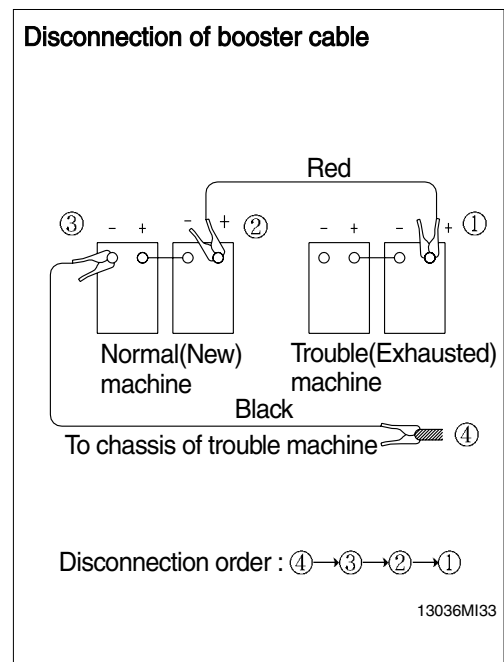 Disconnection of booster cable
Red
③ - + - + ② - + - + ①
Normal(New)
machine
Trouble(Exhausted)
machine
Black
To chassis of trouble machine ④
Disconnection order : ④→③→②→①
13036MI33